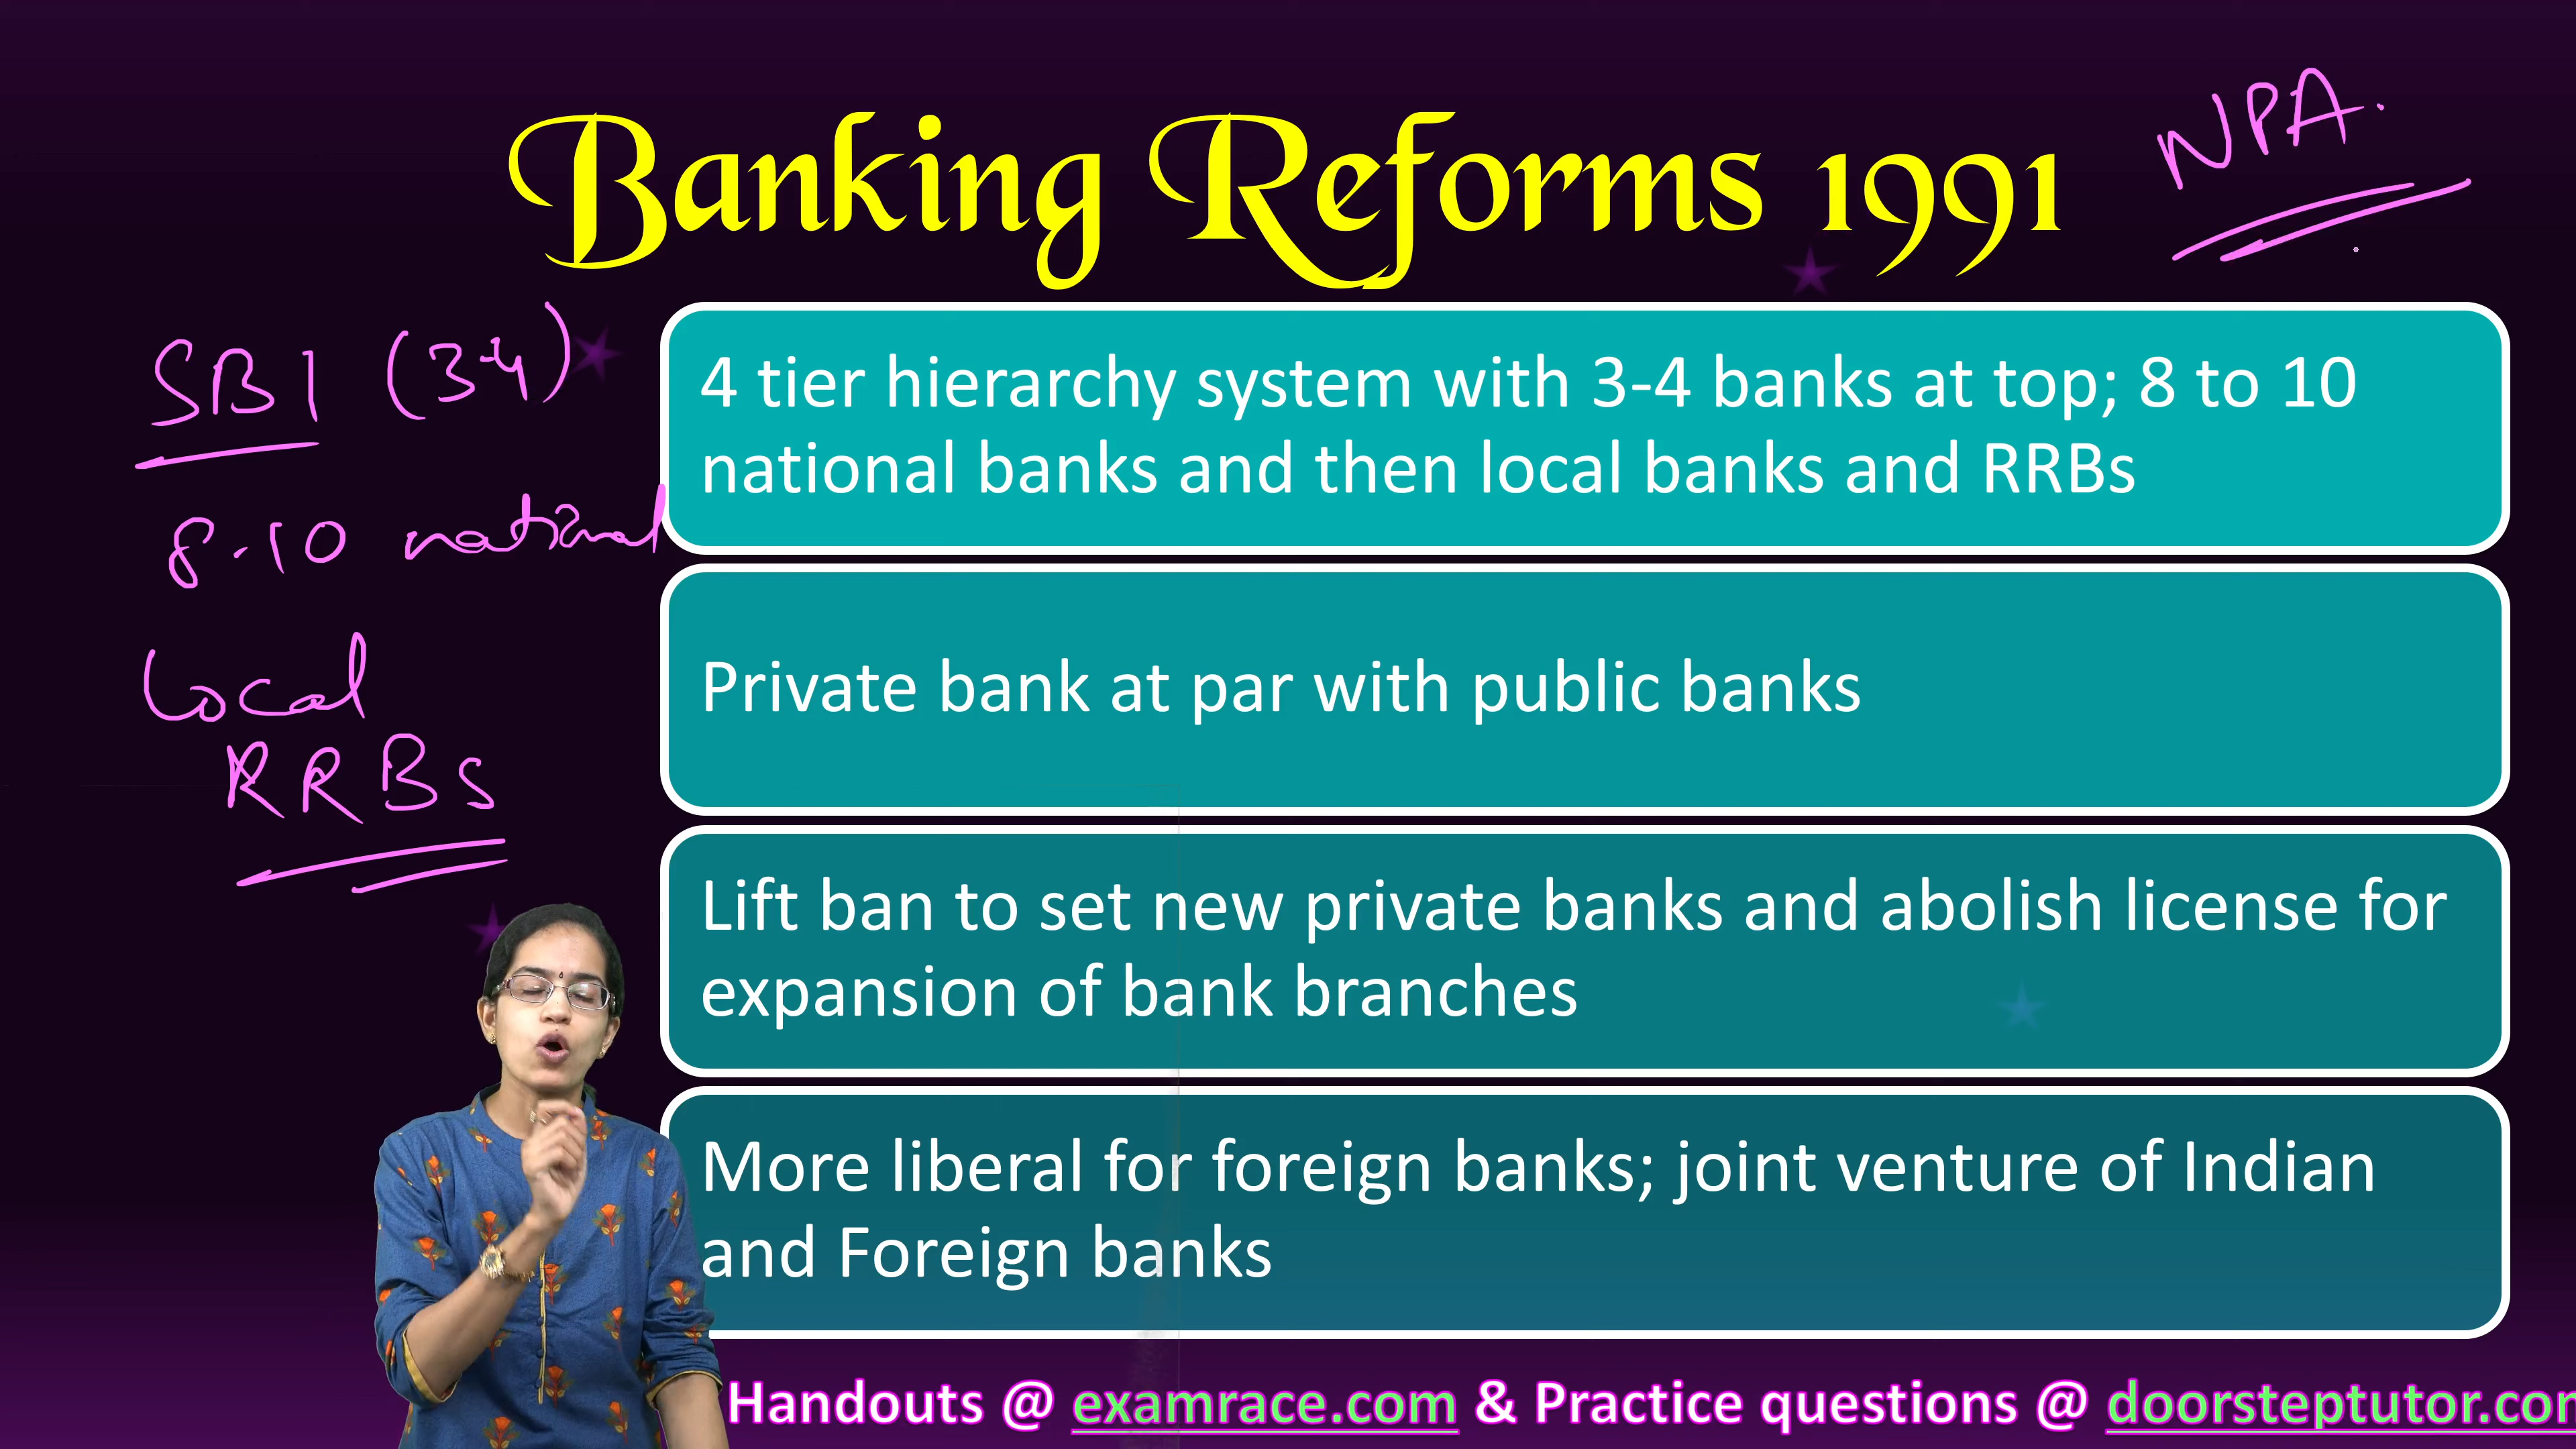 Banking Reforms 1991
NPA.
SBI (3-4)
8-10 national
Local
RRBs
4 tier hierarchy system with 3-4 banks at top; 8 to 10
national banks and then local banks and RRBs
Private bank at par with public banks
Lift ban to set new private banks and abolish license for
expansion of bank branches
More liberal for foreign banks; joint venture of Indian
and Foreign banks
Handouts @ examrace.com & Practice questions @ doorsteptutor.com